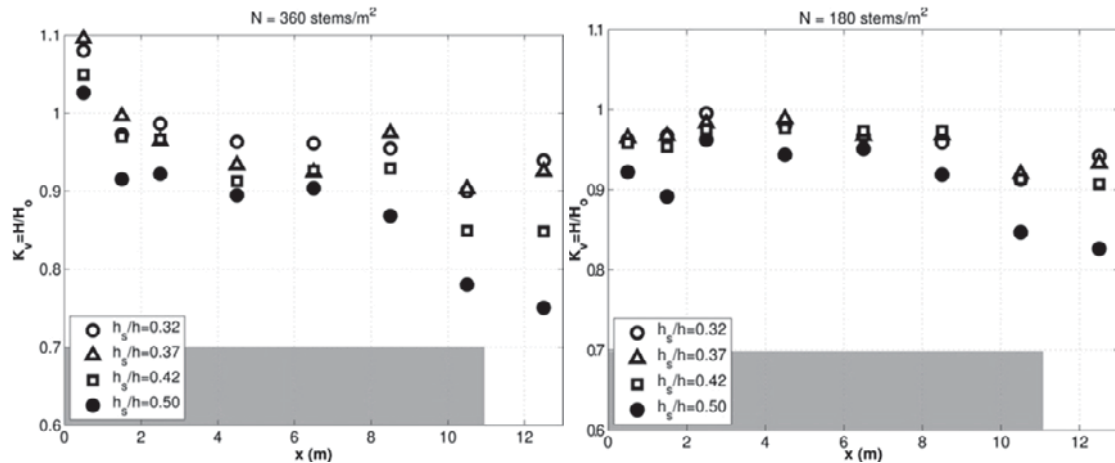 N = 360 stems/m²
1.1
1
0.9
0.8
0.7
0.6
K_v=H/H_o
h_s/h=0.32
h_s/h=0.37
h_s/h=0.42
h_s/h=0.50
0 2 4 6 8 10 12
x (m)
N = 180 stems/m²
1.1
1
0.9
0.8
0.7
0.6
K_v=H/H_o
h_s/h=0.32
h_s/h=0.37
h_s/h=0.42
h_s/h=0.50
0 2 4 6 8 10 12
x (m)